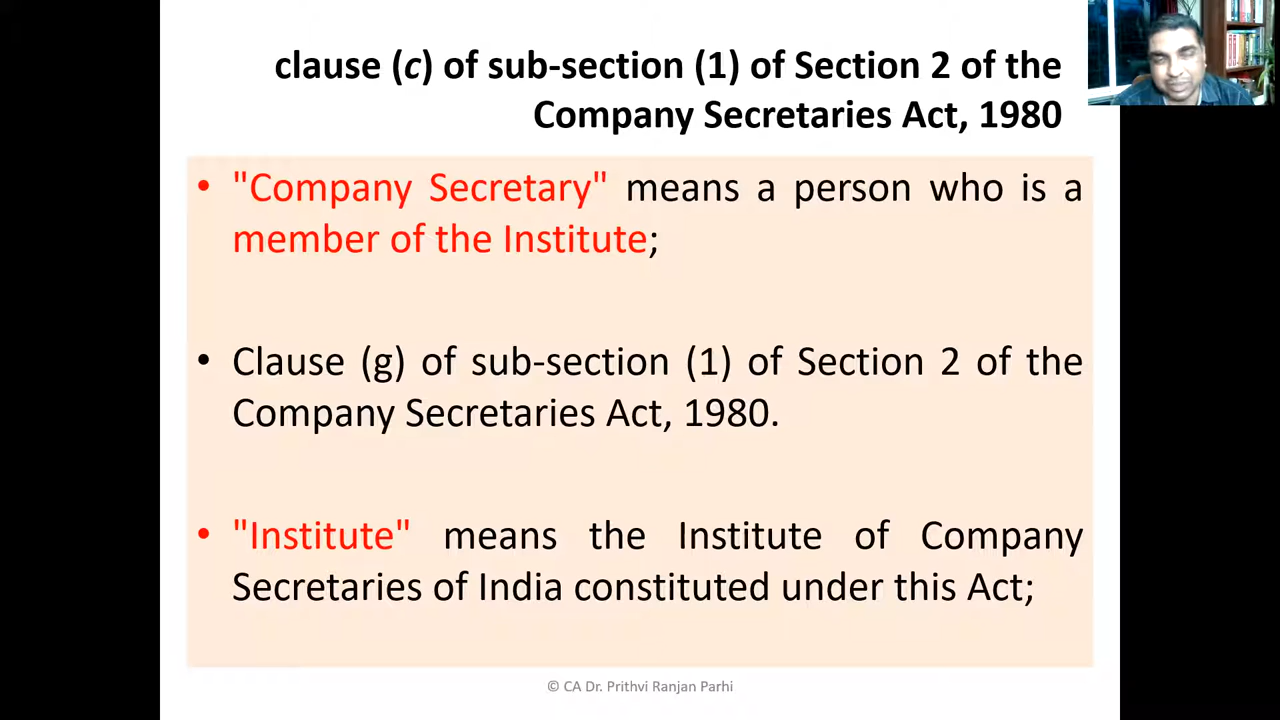 clause (c) of sub-section (1) of Section 2 of the
Company Secretaries Act, 1980
• "Company Secretary" means a person who is a
member of the Institute;
• Clause (g) of sub-section (1) of Section 2 of the
Company Secretaries Act, 1980.
• "Institute" means the Institute of Company
Secretaries of India constituted under this Act;
© CA Dr. Prithvi Ranjan Parhi